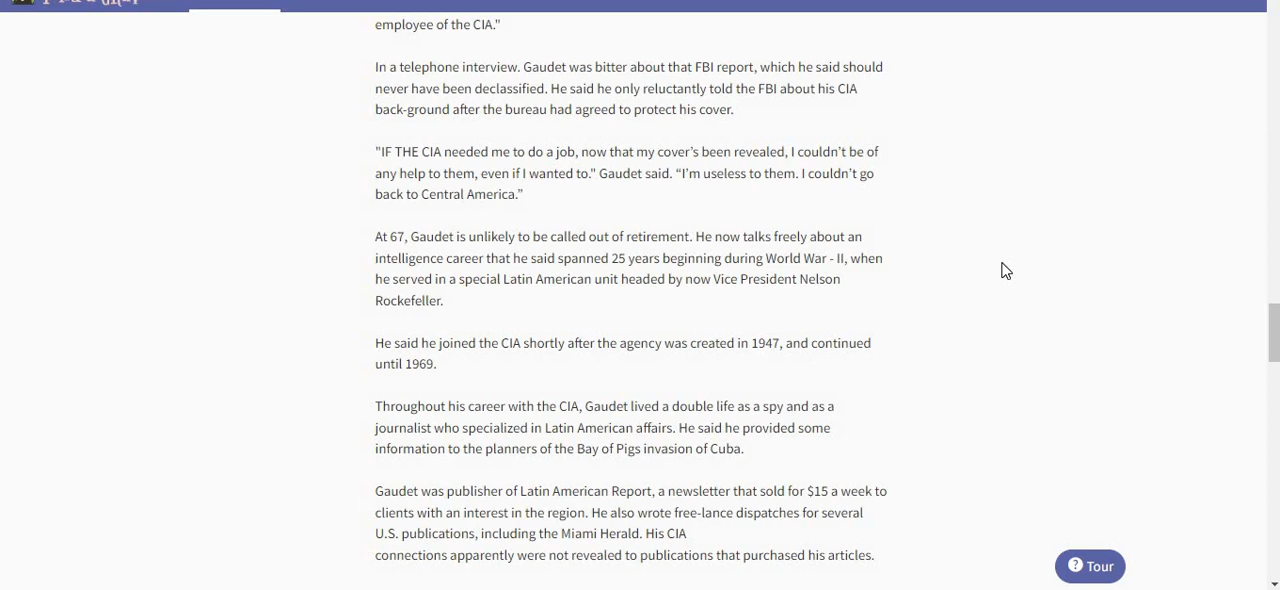 employee of the CIA."
In a telephone interview. Gaudet was bitter about that FBI report, which he said should
never have been declassified. He said he only reluctantly told the FBI about his CIA
back-ground after the bureau had agreed to protect his cover.
"IF THE CIA needed me to do a job, now that my cover’s been revealed, I couldn’t be of
any help to them, even if I wanted to." Gaudet said. “I’m useless to them. I couldn’t go
back to Central America.”
At 67, Gaudet is unlikely to be called out of retirement. He now talks freely about an
intelligence career that he said spanned 25 years beginning during World War - II, when
he served in a special Latin American unit headed by now Vice President Nelson
Rockefeller.
He said he joined the CIA shortly after the agency was created in 1947, and continued
until 1969.
Throughout his career with the CIA, Gaudet lived a double life as a spy and as a
journalist who specialized in Latin American affairs. He said he provided some
information to the planners of the Bay of Pigs invasion of Cuba.
Gaudet was publisher of Latin American Report, a newsletter that sold for $15 a week to
clients with an interest in the region. He also wrote free-lance dispatches for several
U.S. publications, including the Miami Herald. His CIA
connections apparently were not revealed to publications that purchased his articles.
Tour